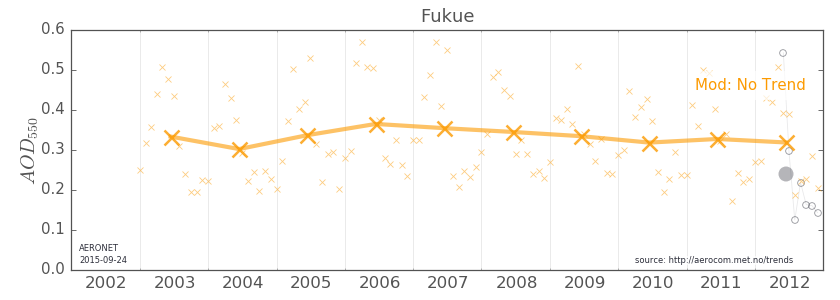 Fukue
0.6
0.5
0.4
0.3
0.2
0.1
0.0
AOD550
Mod: No Trend
AERONET
2015-09-24
source: http://aerocom.met.no/trends
2002 2003 2004 2005 2006 2007 2008 2009 2010 2011 2012